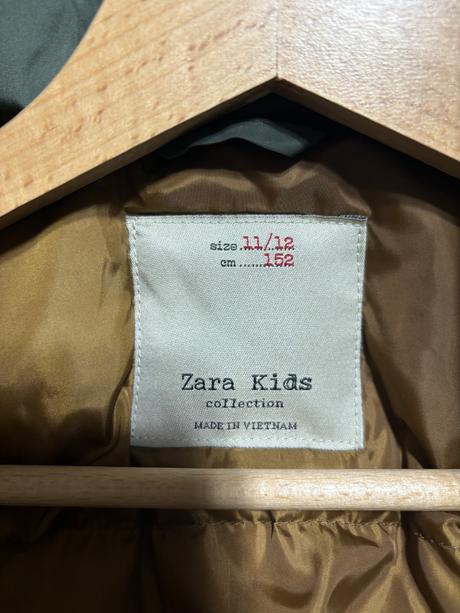 size.11/12
cm......152
Zara Kids
collection
MADE IN VIETNAM